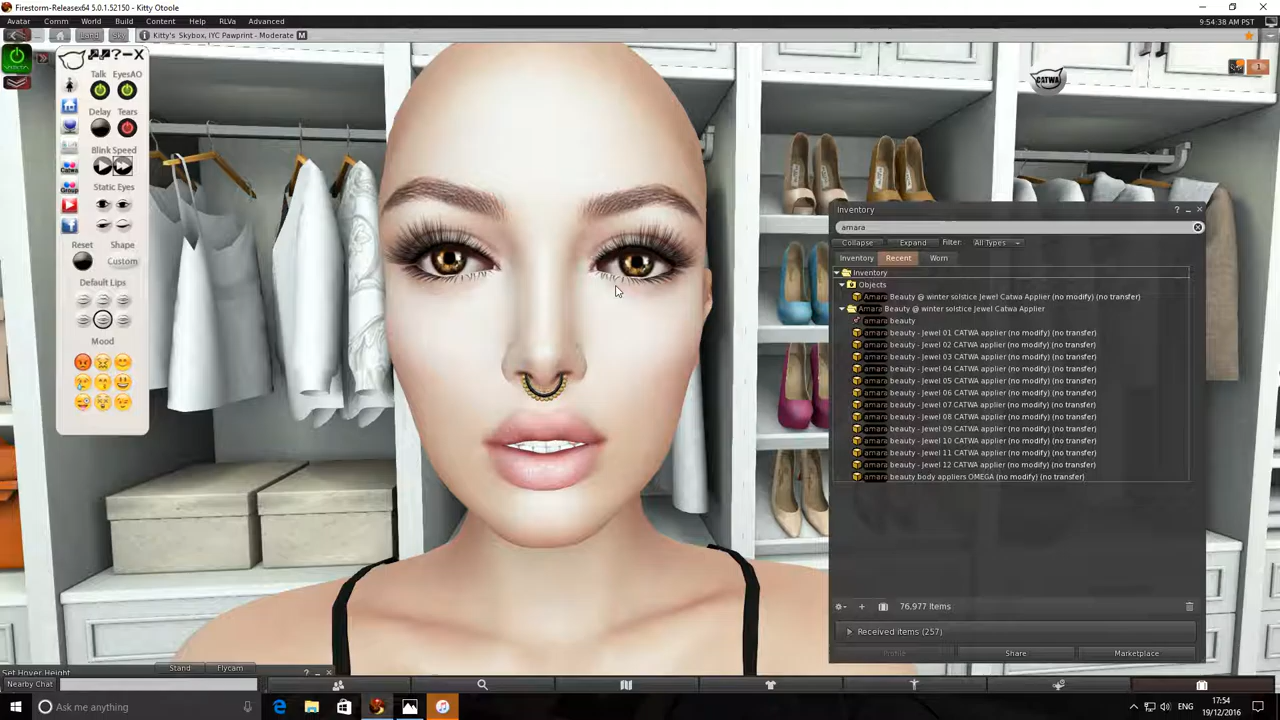 Firestorm-Releasex64 5.0.1.52150 - Kitty Otoole
Avatar Comm World Build Content Help RLVa Advanced
9:54:38 AM PST
Kitty's Skybox, IYC Pawprint - Moderate M
Talk EyesAO
Delay Tears
Blink Speed
Catwa
Static Eyes
Group
Reset Shape
Custom
Default Lips
Mood
CATWA
Inventory
amara
Collapse Expand Filter: All Types
Inventory Recent Worn
Inventory
Objects
Amara Beauty @ winter solstice Jewel Catwa Applier (no modify) (no transfer)
Amara Beauty @ winter solstice Jewel Catwa Applier
amara beauty
amara beauty - Jewel 01 CATWA applier (no modify) (no transfer)
amara beauty - Jewel 02 CATWA applier (no modify) (no transfer)
amara beauty - Jewel 03 CATWA applier (no modify) (no transfer)
amara beauty - Jewel 04 CATWA applier (no modify) (no transfer)
amara beauty - Jewel 05 CATWA applier (no modify) (no transfer)
amara beauty - Jewel 06 CATWA applier (no modify) (no transfer)
amara beauty - Jewel 07 CATWA applier (no modify) (no transfer)
amara beauty - Jewel 08 CATWA applier (no modify) (no transfer)
amara beauty - Jewel 09 CATWA applier (no modify) (no transfer)
amara beauty - Jewel 10 CATWA applier (no modify) (no transfer)
amara beauty - Jewel 11 CATWA applier (no modify) (no transfer)
amara beauty - Jewel 12 CATWA applier (no modify) (no transfer)
amara beauty body appliers OMEGA (no modify) (no transfer)
76,977 Items
Received items (257)
Profile Share Marketplace
Set Hover Height
Stand Flycam
Nearby Chat
Ask me anything
ENG
17:54
19/12/2016